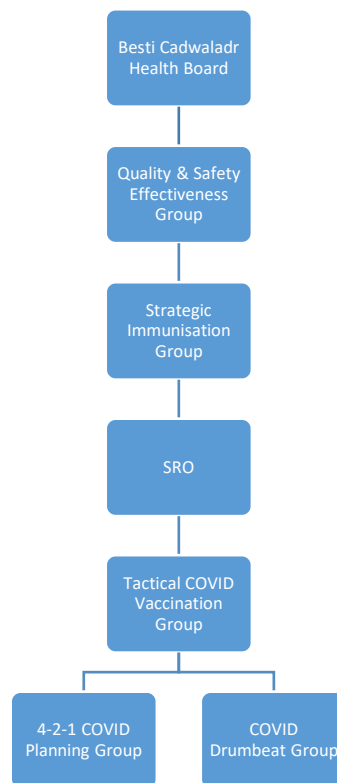 Besti Cadwaladr
Health Board
Quality & Safety
Effectiveness
Group
Strategic
Immunisation
Group
SRO
Tactical COVID
Vaccination
Group
4-2-1 COVID
Planning Group
COVID
Drumbeat Group